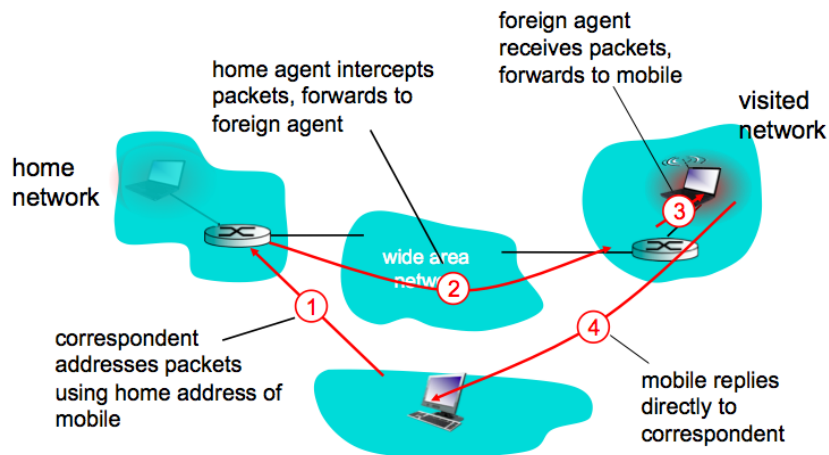 foreign agent
receives packets,
forwards to mobile
home agent intercepts
packets, forwards to
foreign agent
visited
network
home
network
3
wide area
network
2
1
4
correspondent
addresses packets
using home address of
mobile
mobile replies
directly to
correspondent